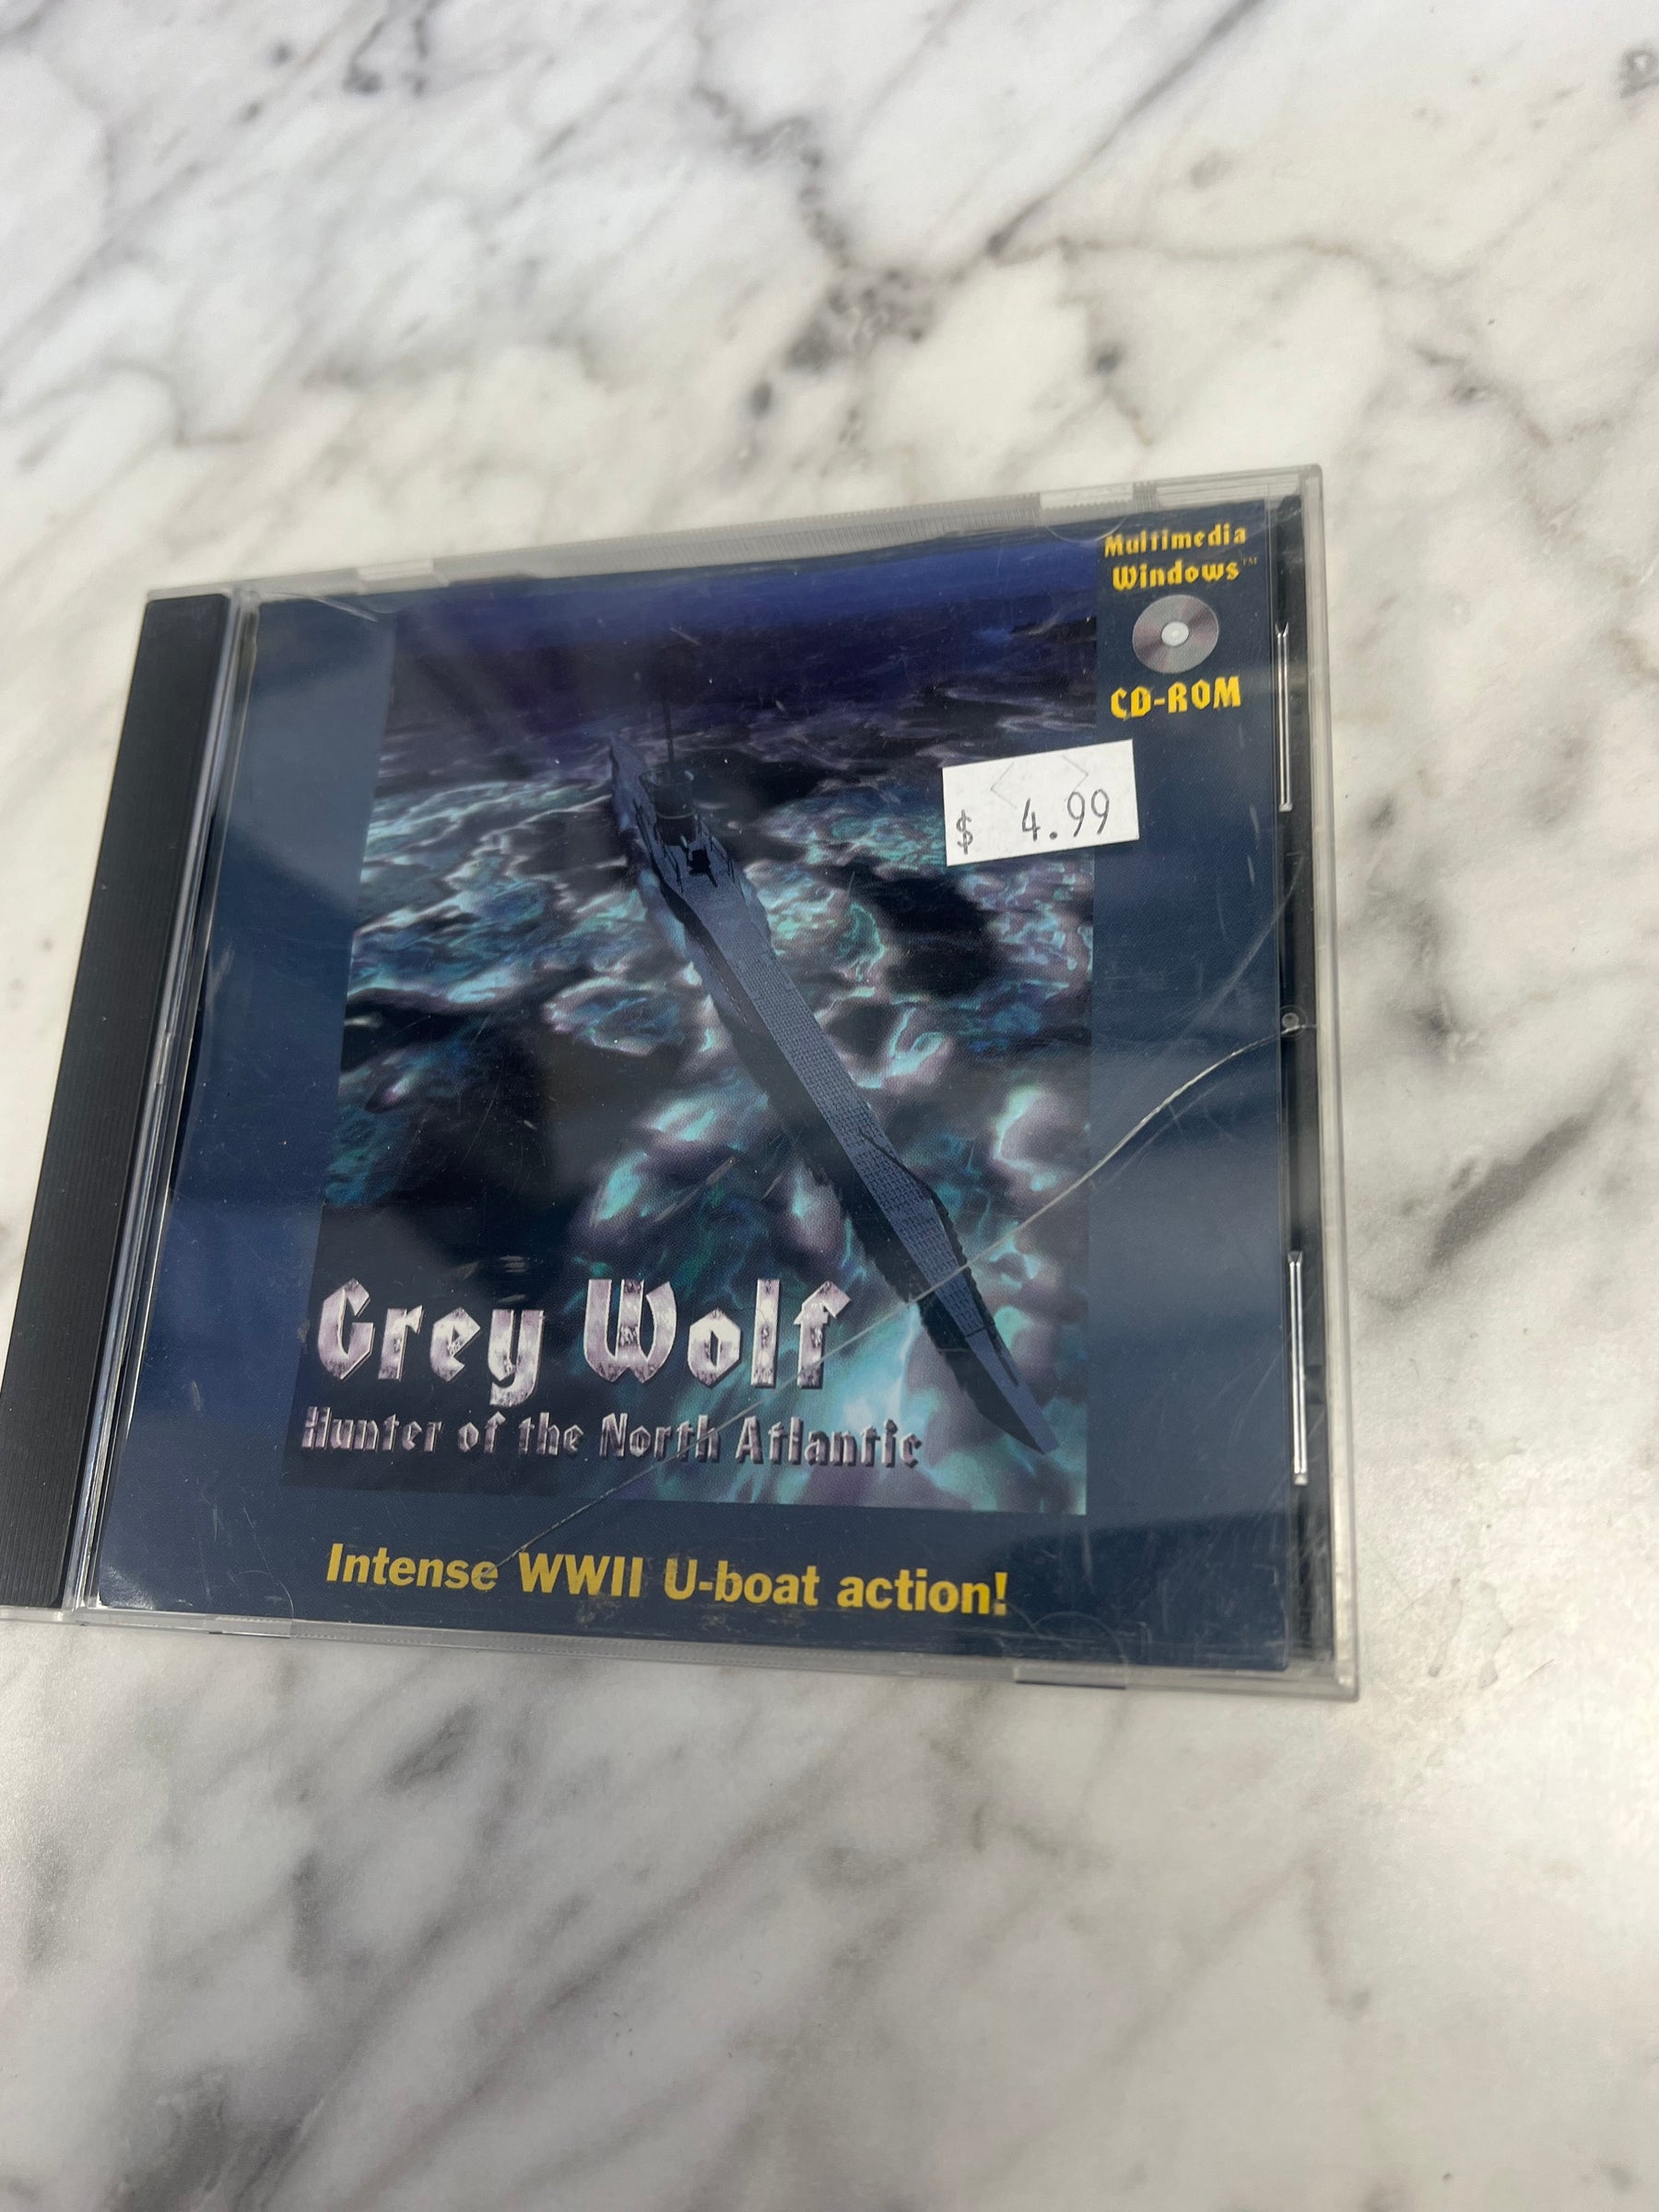 Multimedia
Windows™
CD-ROM
$ 4.99
Grey Wolf
Hunter of the North Atlantic
Intense WWII U-boat action!